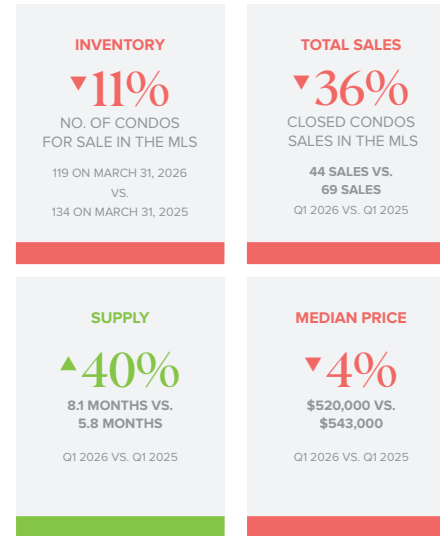 INVENTORY
▼11%
NO. OF CONDOS
FOR SALE IN THE MLS
119 ON MARCH 31, 2026
VS.
134 ON MARCH 31, 2025
TOTAL SALES
▼36%
CLOSED CONDOS
SALES IN THE MLS
44 SALES VS.
69 SALES
Q1 2026 VS. Q1 2025
SUPPLY
▲40%
8.1 MONTHS VS.
5.8 MONTHS
Q1 2026 VS. Q1 2025
MEDIAN PRICE
▼4%
$520,000 VS.
$543,000
Q1 2026 VS. Q1 2025